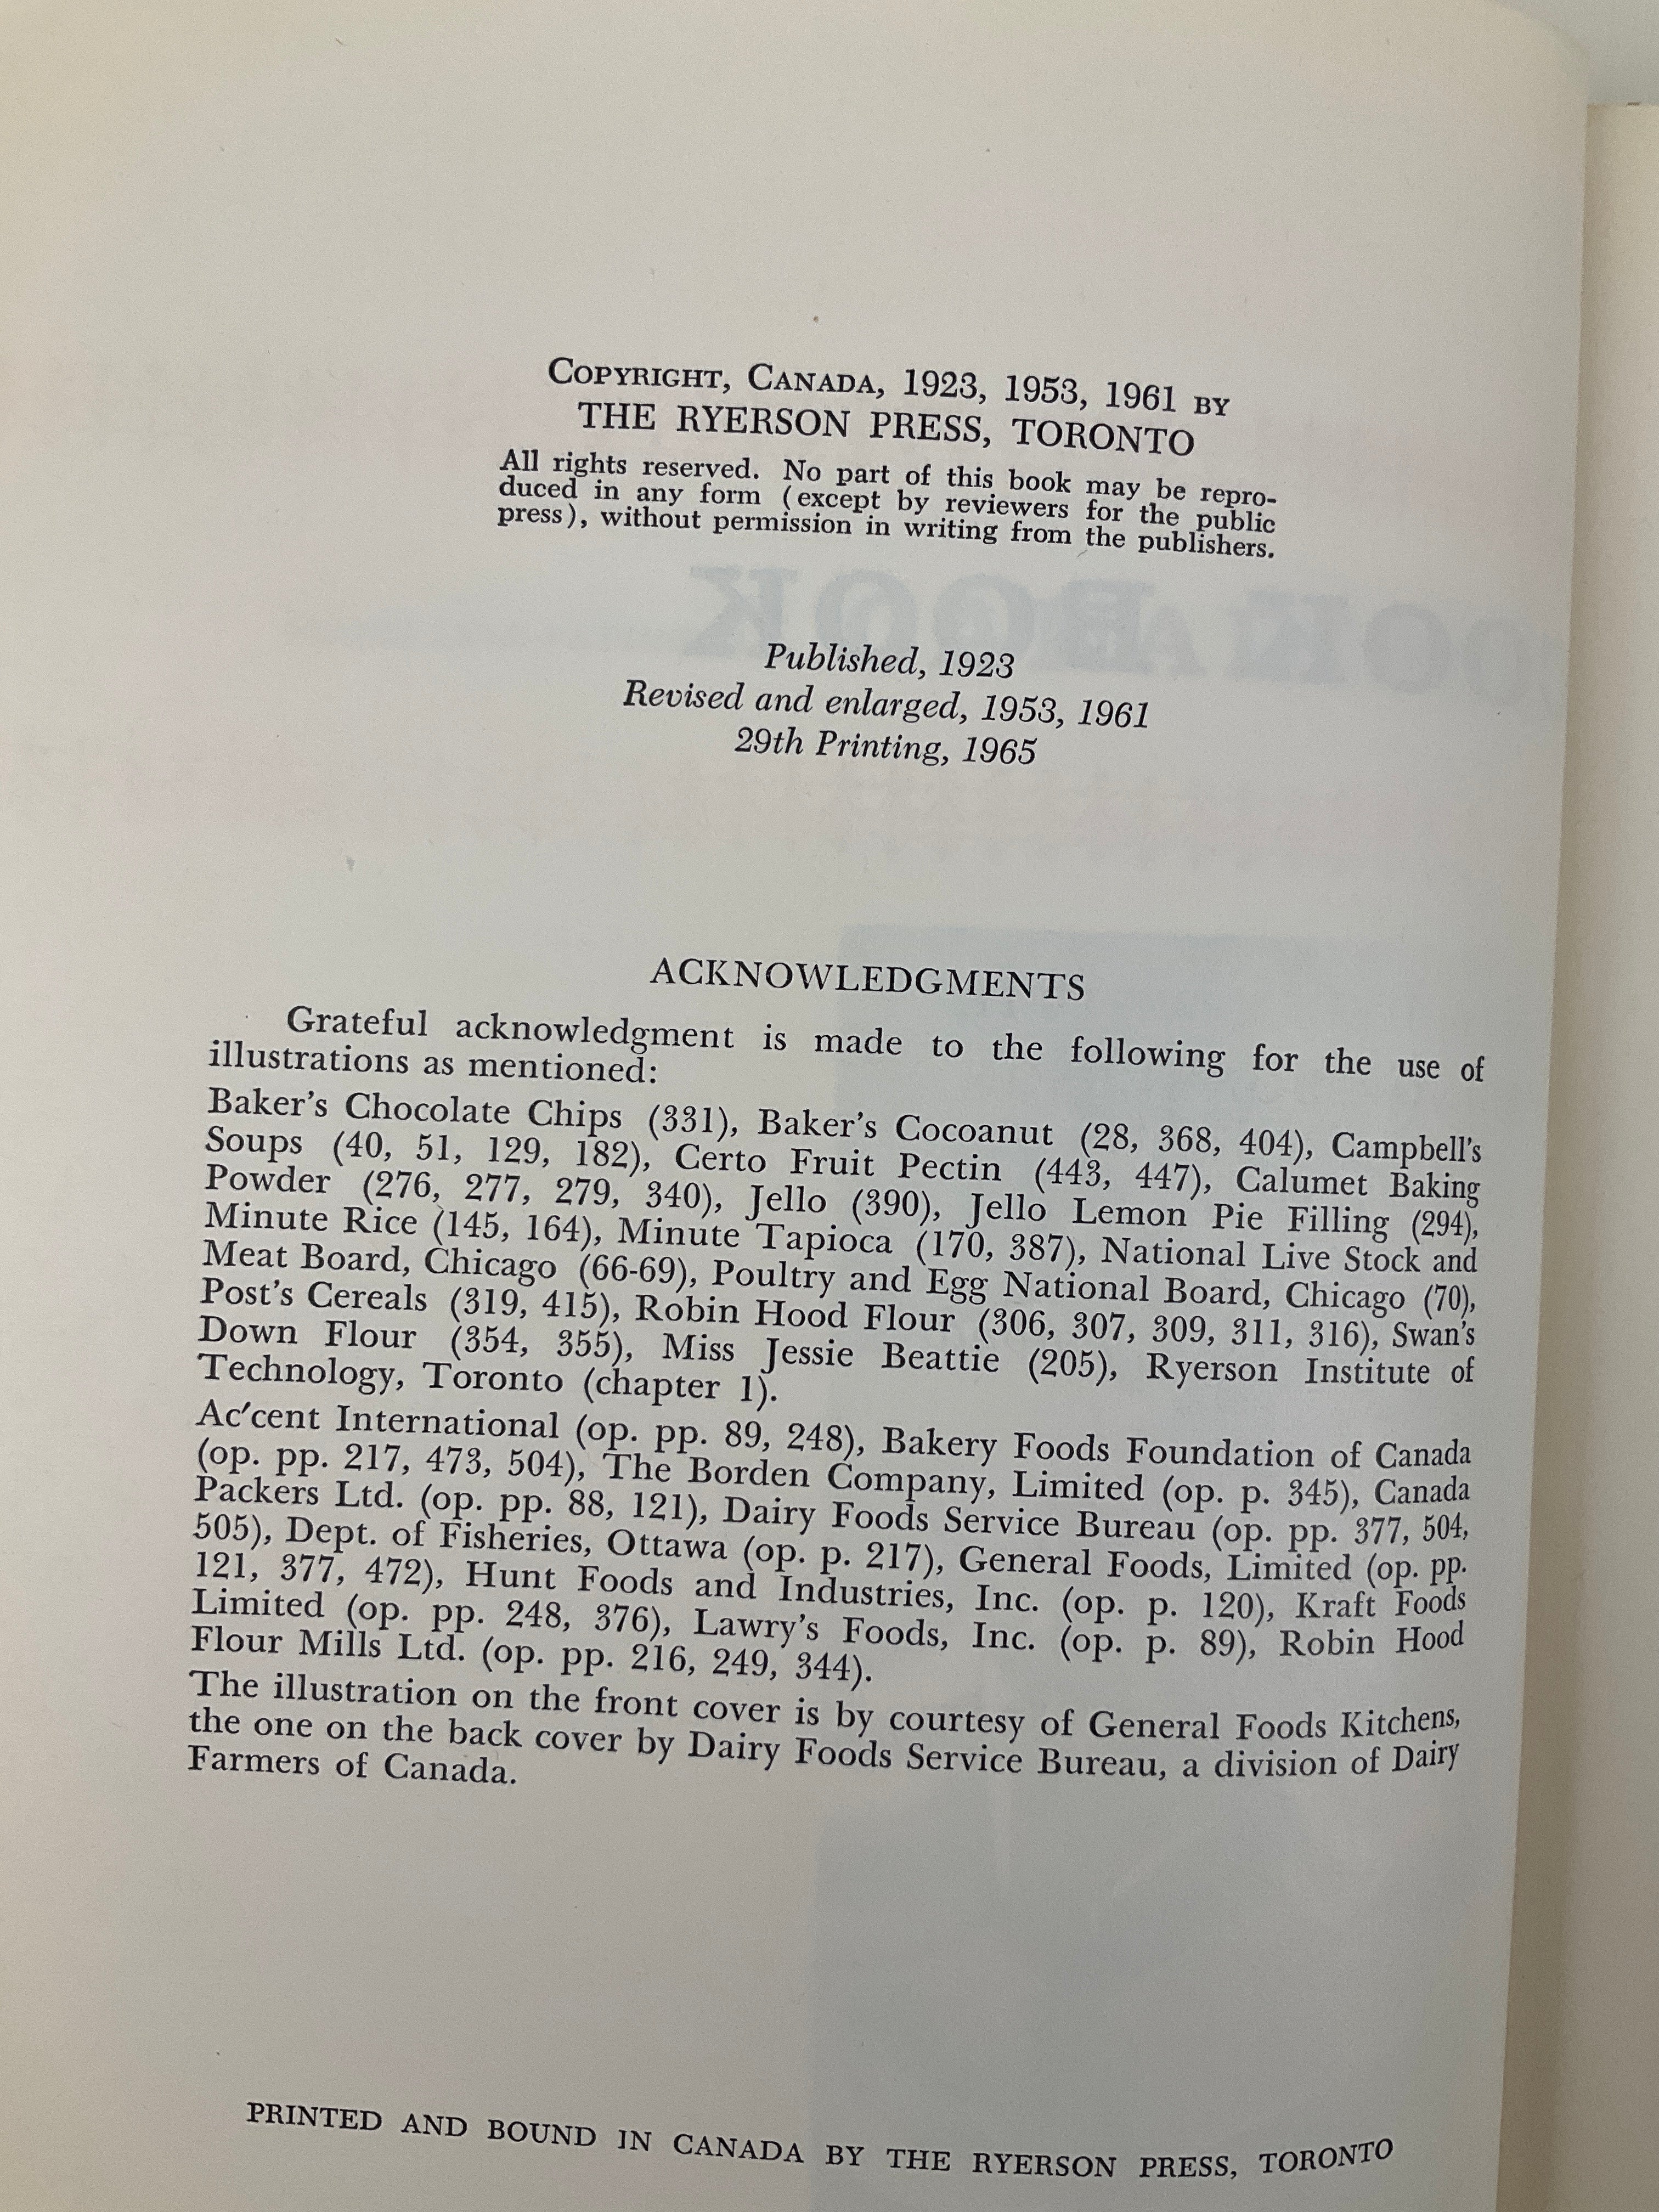 COPYRIGHT, CANADA, 1923, 1953, 1961 BY
THE RYERSON PRESS, TORONTO
All rights reserved. No part of this book may be repro-
duced in any form (except by reviewers for the public
press), without permission in writing from the publishers.
Published, 1923
Revised and enlarged, 1953, 1961
29th Printing, 1965
ACKNOWLEDGMENTS
Grateful acknowledgment is made to the following for the use of
illustrations as mentioned:
Baker's Chocolate Chips (331), Baker's Cocoanut (28, 368, 404), Campbell's
Soups (40, 51, 129, 182), Certo Fruit Pectin (443, 447), Calumet Baking
Powder (276, 277, 279, 340), Jello (390), Jello Lemon Pie Filling (294),
Minute Rice (145, 164), Minute Tapioca (170, 387), National Live Stock and
Meat Board, Chicago (66-69), Poultry and Egg National Board, Chicago (70),
Post's Cereals (319, 415), Robin Hood Flour (306, 307, 309, 311, 316), Swan's
Down Flour (354, 355), Miss Jessie Beattie (205), Ryerson Institute of
Technology, Toronto (chapter 1).
Ac'cent International (op. pp. 89, 248), Bakery Foods Foundation of Canada
(op. pp. 217, 473, 504), The Borden Company, Limited (op. p. 345), Canada
Packers Ltd. (op. pp. 88, 121), Dairy Foods Service Bureau (op. pp. 377, 504,
505), Dept. of Fisheries, Ottawa (op. p. 217), General Foods, Limited (op. pp.
121, 377, 472), Hunt Foods and Industries, Inc. (op. p. 120), Kraft Foods
Limited (op. pp. 248, 376), Lawry's Foods, Inc. (op. p. 89), Robin Hood
Flour Mills Ltd. (op. pp. 216, 249, 344).
The illustration on the front cover is by courtesy of General Foods Kitchens,
the one on the back cover by Dairy Foods Service Bureau, a division of Dairy
Farmers of Canada.
PRINTED AND BOUND IN CANADA BY THE RYERSON PRESS, TORONTO